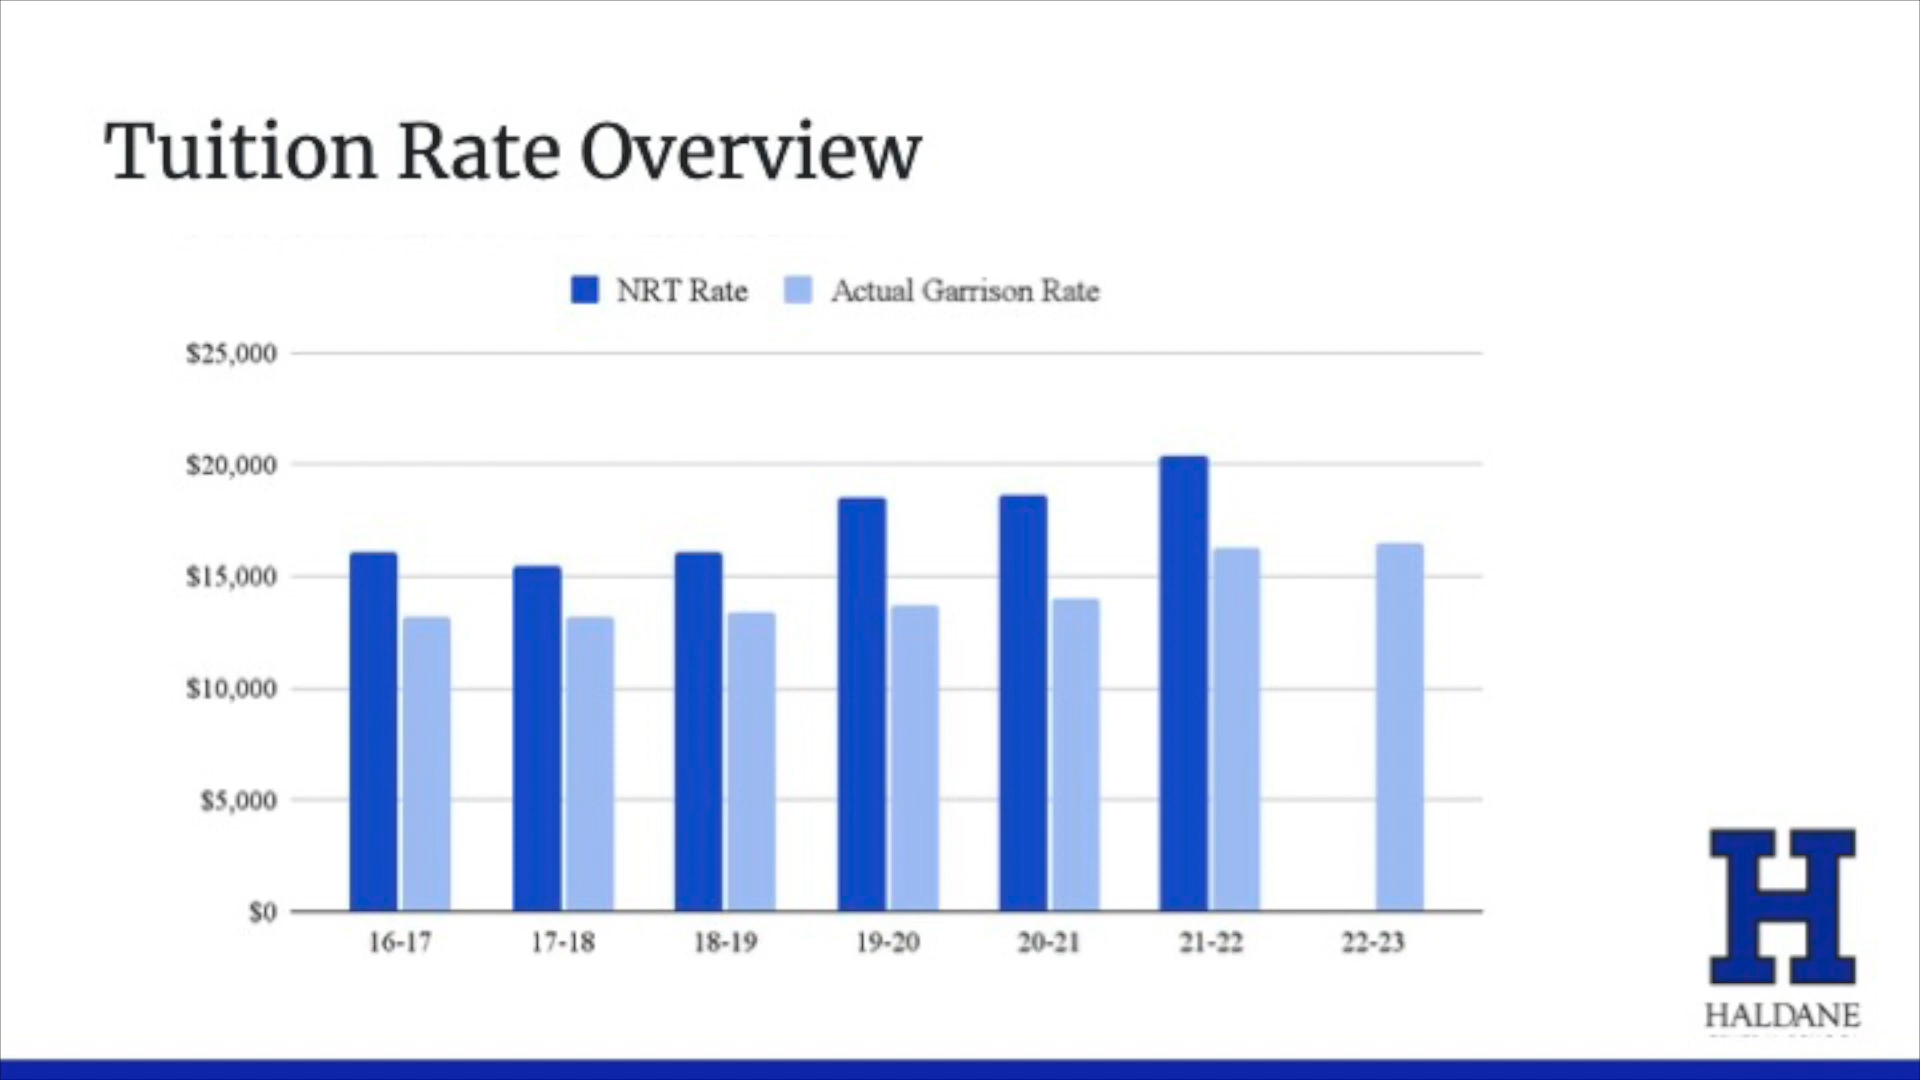 Tuition Rate Overview
NRT Rate Actual Garrison Rate
$25,000
$20,000
$15,000
$10,000
$5,000
$0
16-17 17-18 18-19 19-20 20-21 21-22 22-23
H
HALDANE